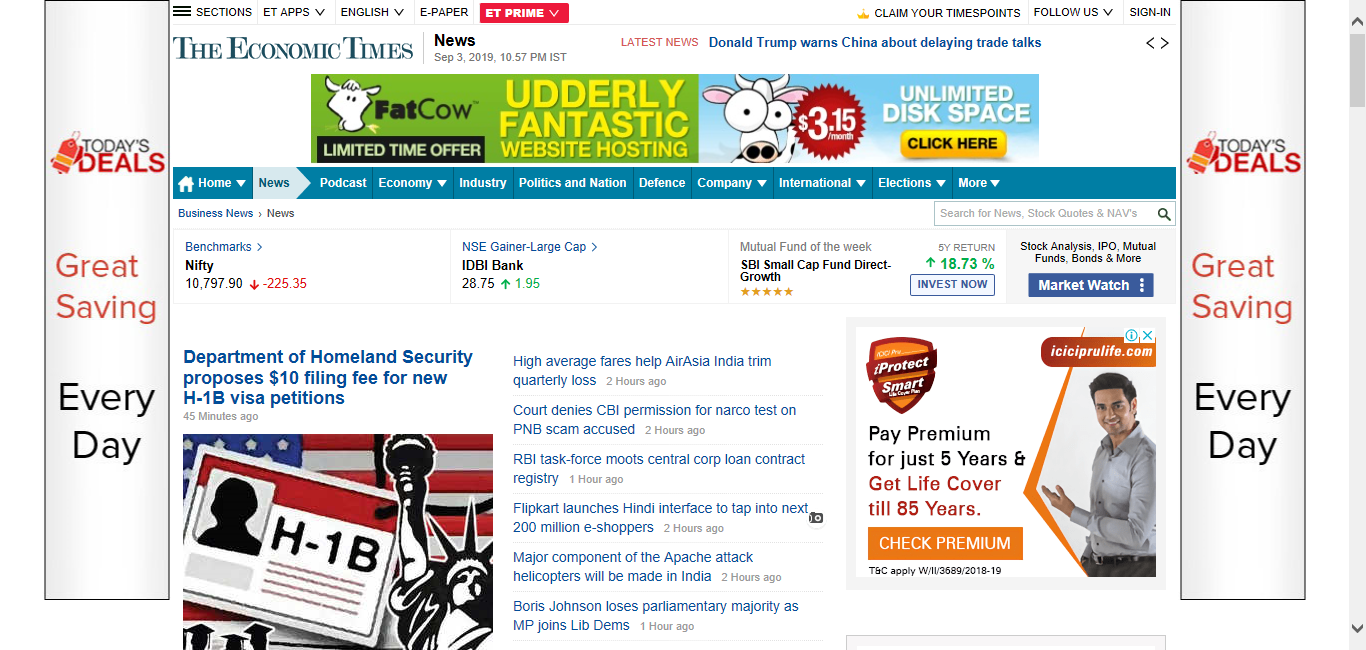 SECTIONS ET APPS ENGLISH E-PAPER ET PRIME CLAIM YOUR TIMESPOINTS FOLLOW US SIGN-IN
THE ECONOMIC TIMES
News
Sep 3, 2019, 10.57 PM IST
LATEST NEWS Donald Trump warns China about delaying trade talks
FatCow™
LIMITED TIME OFFER
UDDERLY
FANTASTIC
WEBSITE HOSTING
$3.15
/month
UNLIMITED
DISK SPACE
CLICK HERE
Home News Podcast Economy Industry Politics and Nation Defence Company International Elections More
Business News › News
Search for News, Stock Quotes & NAV's
Benchmarks
Nifty
10,797.90 -225.35
NSE Gainer-Large Cap
IDBI Bank
28.75 1.95
Mutual Fund of the week
SBI Small Cap Fund Direct-
Growth
★★★★★
5Y RETURN
18.73 %
INVEST NOW
Stock Analysis, IPO, Mutual
Funds, Bonds & More
Market Watch
TODAY'S
DEALS
Great
Saving
Every
Day
Department of Homeland Security
proposes $10 filing fee for new
H-1B visa petitions
45 Minutes ago
H-1B
High average fares help AirAsia India trim
quarterly loss 2 Hours ago
Court denies CBI permission for narco test on
PNB scam accused 2 Hours ago
RBI task-force moots central corp loan contract
registry 1 Hour ago
Flipkart launches Hindi interface to tap into next
200 million e-shoppers 2 Hours ago
Major component of the Apache attack
helicopters will be made in India 2 Hours ago
Boris Johnson loses parliamentary majority as
MP joins Lib Dems 1 Hour ago
ICICI Pru
iProtect
Smart
iciciprulife.com
Pay Premium
for just 5 Years &
Get Life Cover
till 85 Years.
CHECK PREMIUM
T&C apply W/II/3689/2018-19
TODAY'S
DEALS
Great
Saving
Every
Day